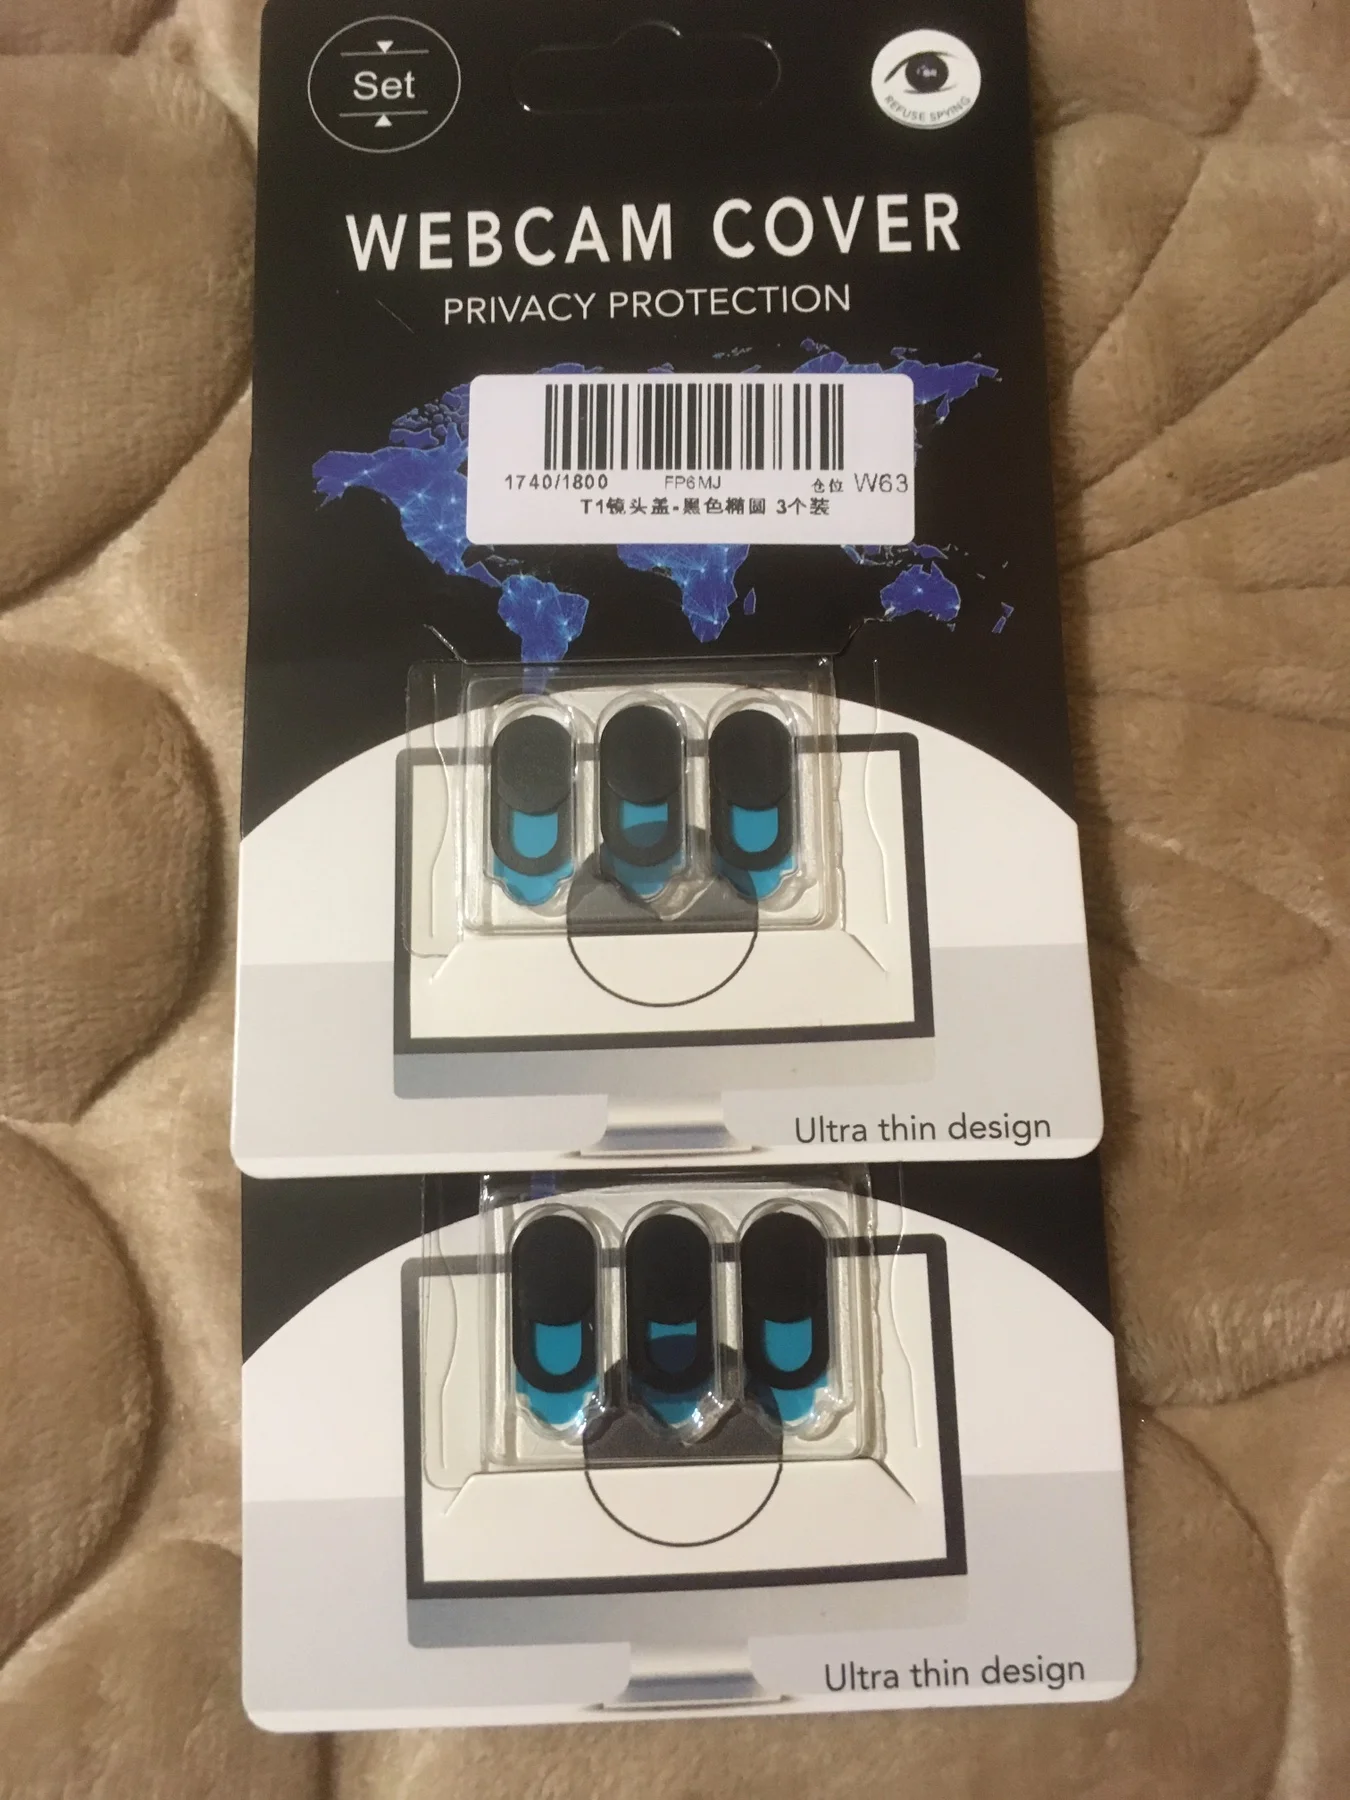 Set
REFUSE SPYING
WEBCAM COVER
PRIVACY PROTECTION
1740/1800 FP6MJ 仓位 W63
T1镜头盖-黑色椭圆 3个装
Ultra thin design
Ultra thin design